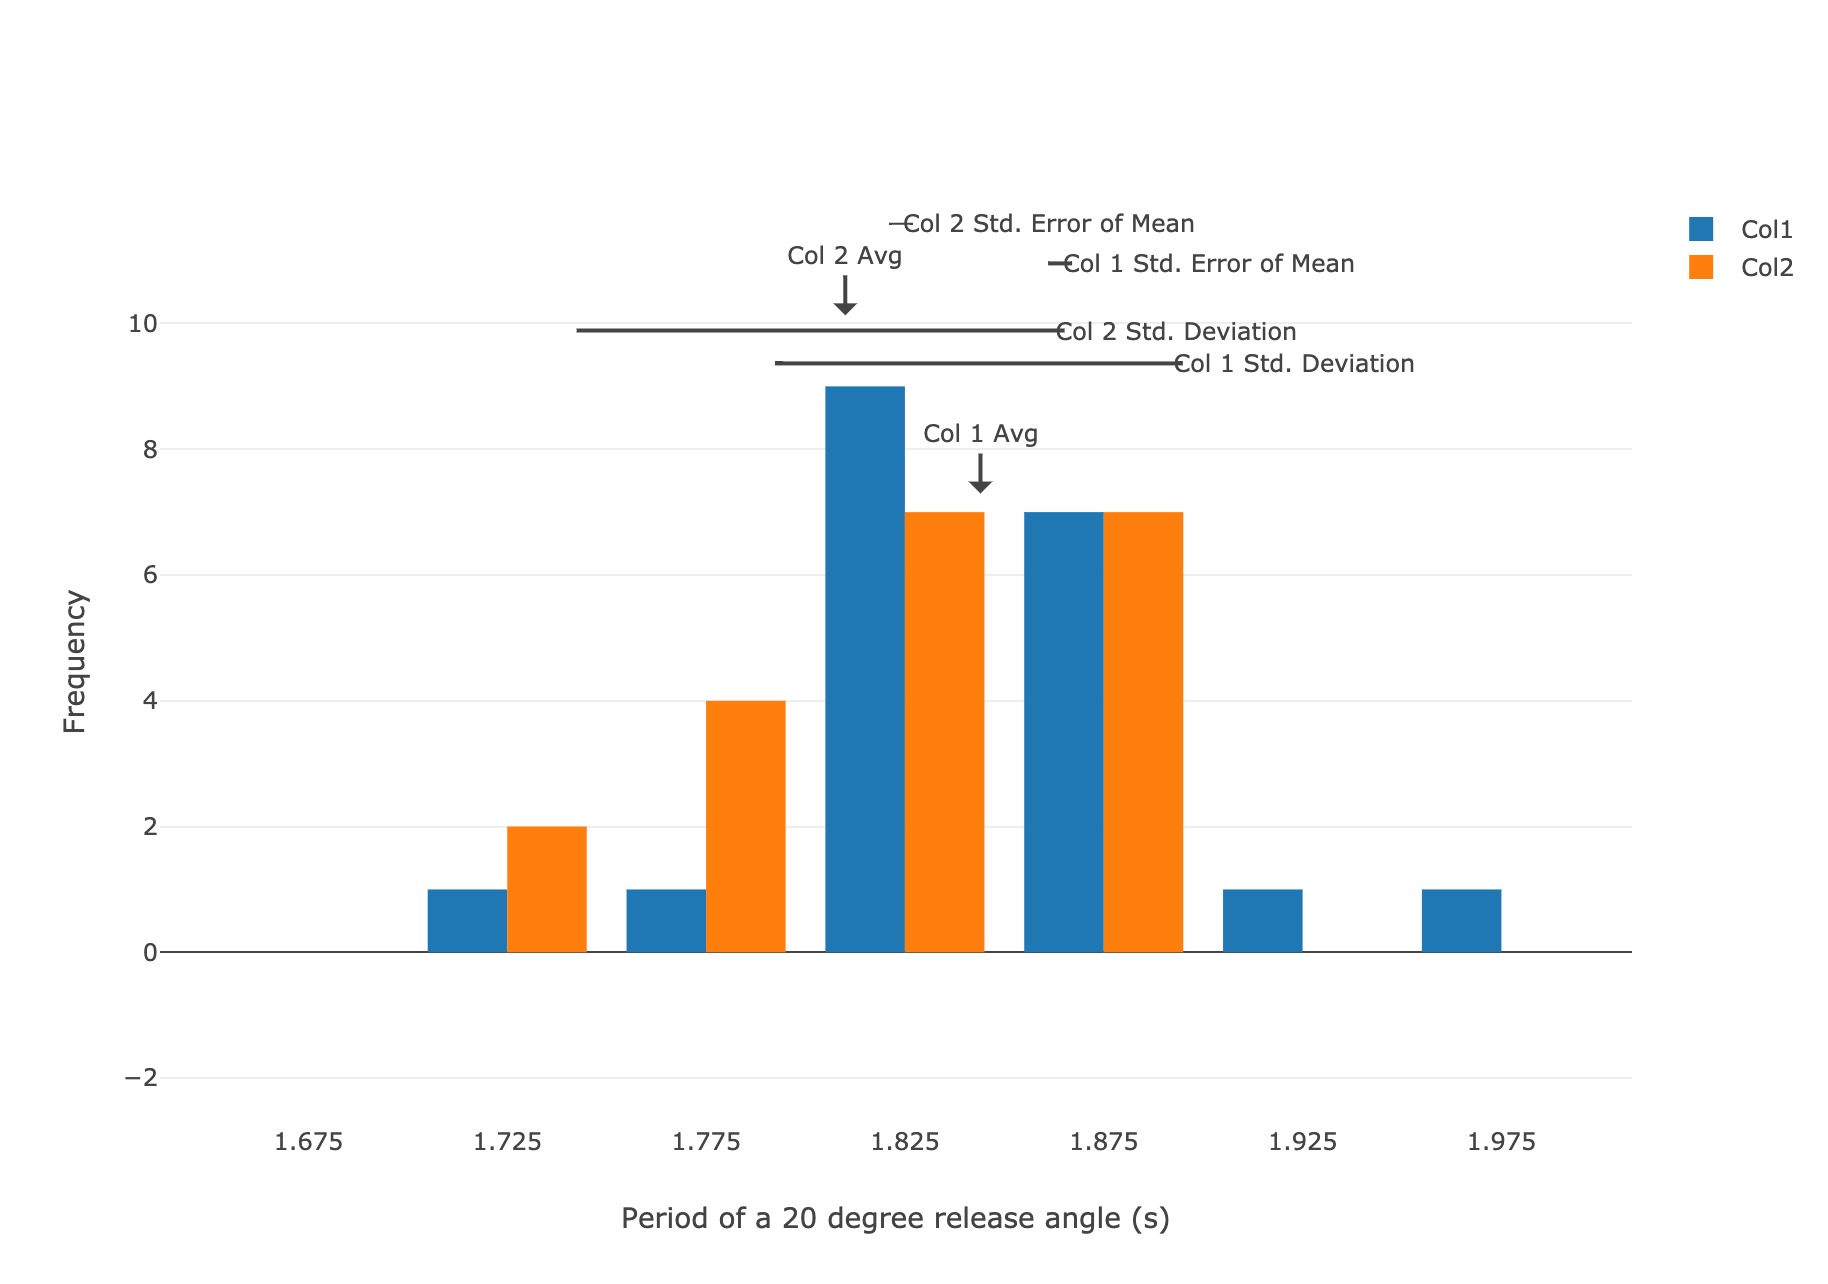 Col 2 Std. Error of Mean
Col1
Col 2 Avg
Col 1 Std. Error of Mean
Col2
10
Col 2 Std. Deviation
Col 1 Std. Deviation
Col 1 Avg
8
6
Frequency
4
2
0
−2
1.675 1.725 1.775 1.825 1.875 1.925 1.975
Period of a 20 degree release angle (s)